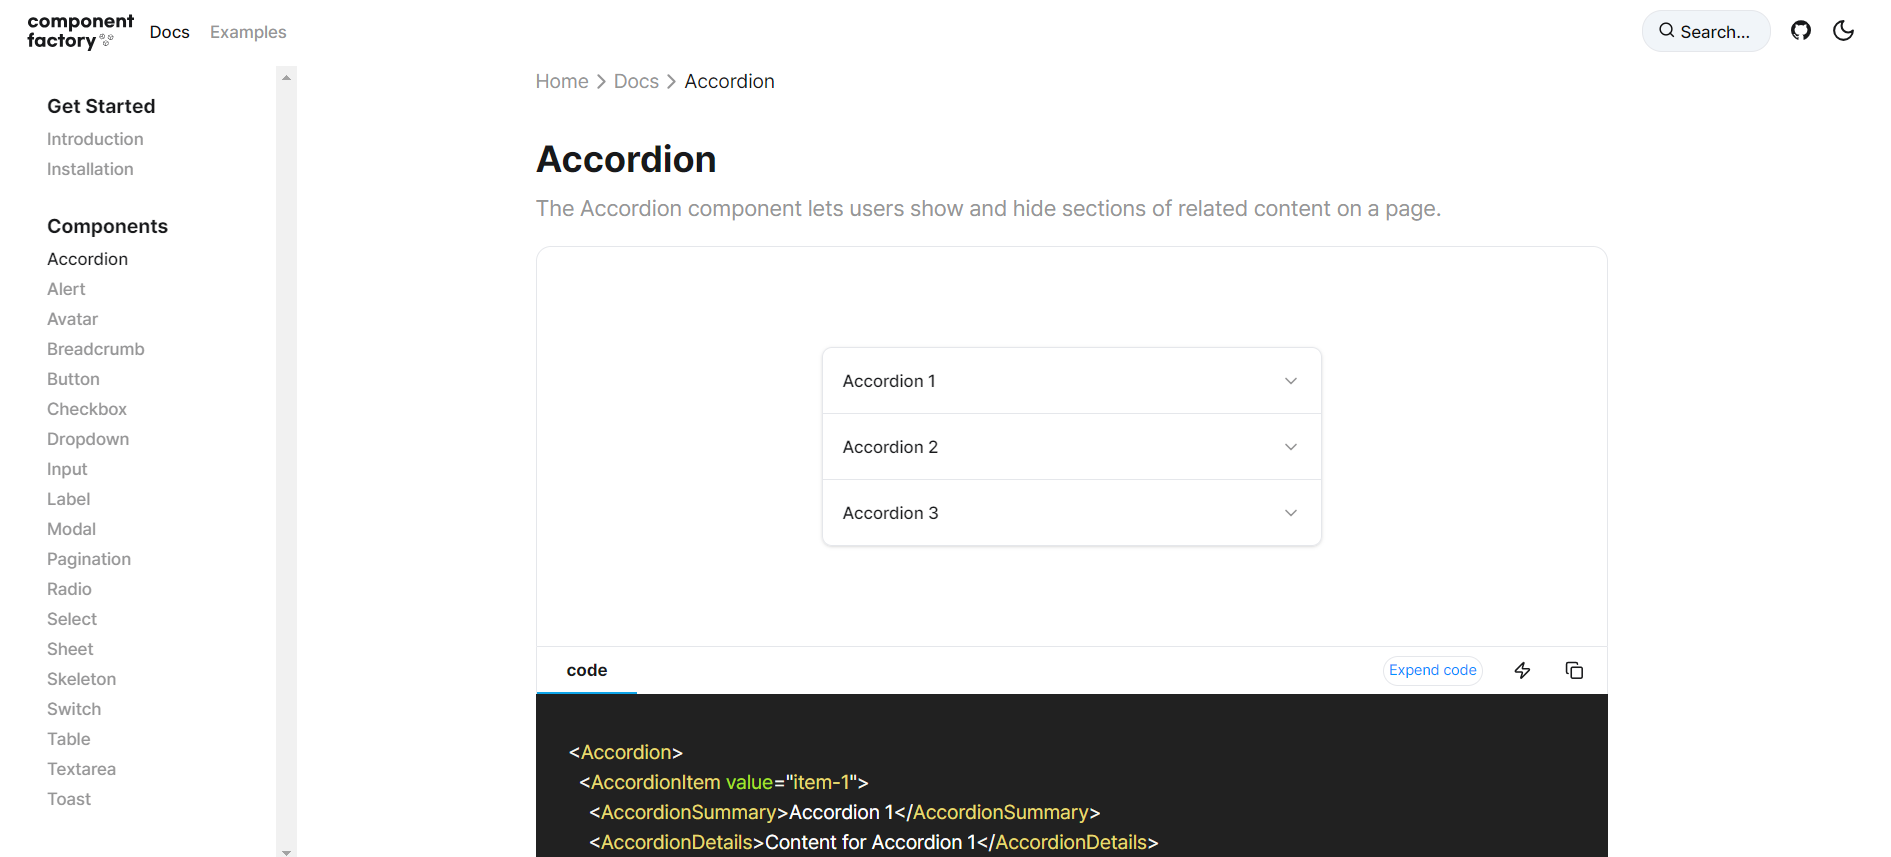 component
factory
Docs
Examples
Search...
Get Started
Introduction
Installation
Components
Accordion
Alert
Avatar
Breadcrumb
Button
Checkbox
Dropdown
Input
Label
Modal
Pagination
Radio
Select
Sheet
Skeleton
Switch
Table
Textarea
Toast
Home > Docs > Accordion
Accordion
The Accordion component lets users show and hide sections of related content on a page.
Accordion 1
Accordion 2
Accordion 3
code
Expend code
<Accordion>
<AccordionItem value="item-1">
<AccordionSummary>Accordion 1</AccordionSummary>
<AccordionDetails>Content for Accordion 1</AccordionDetails>